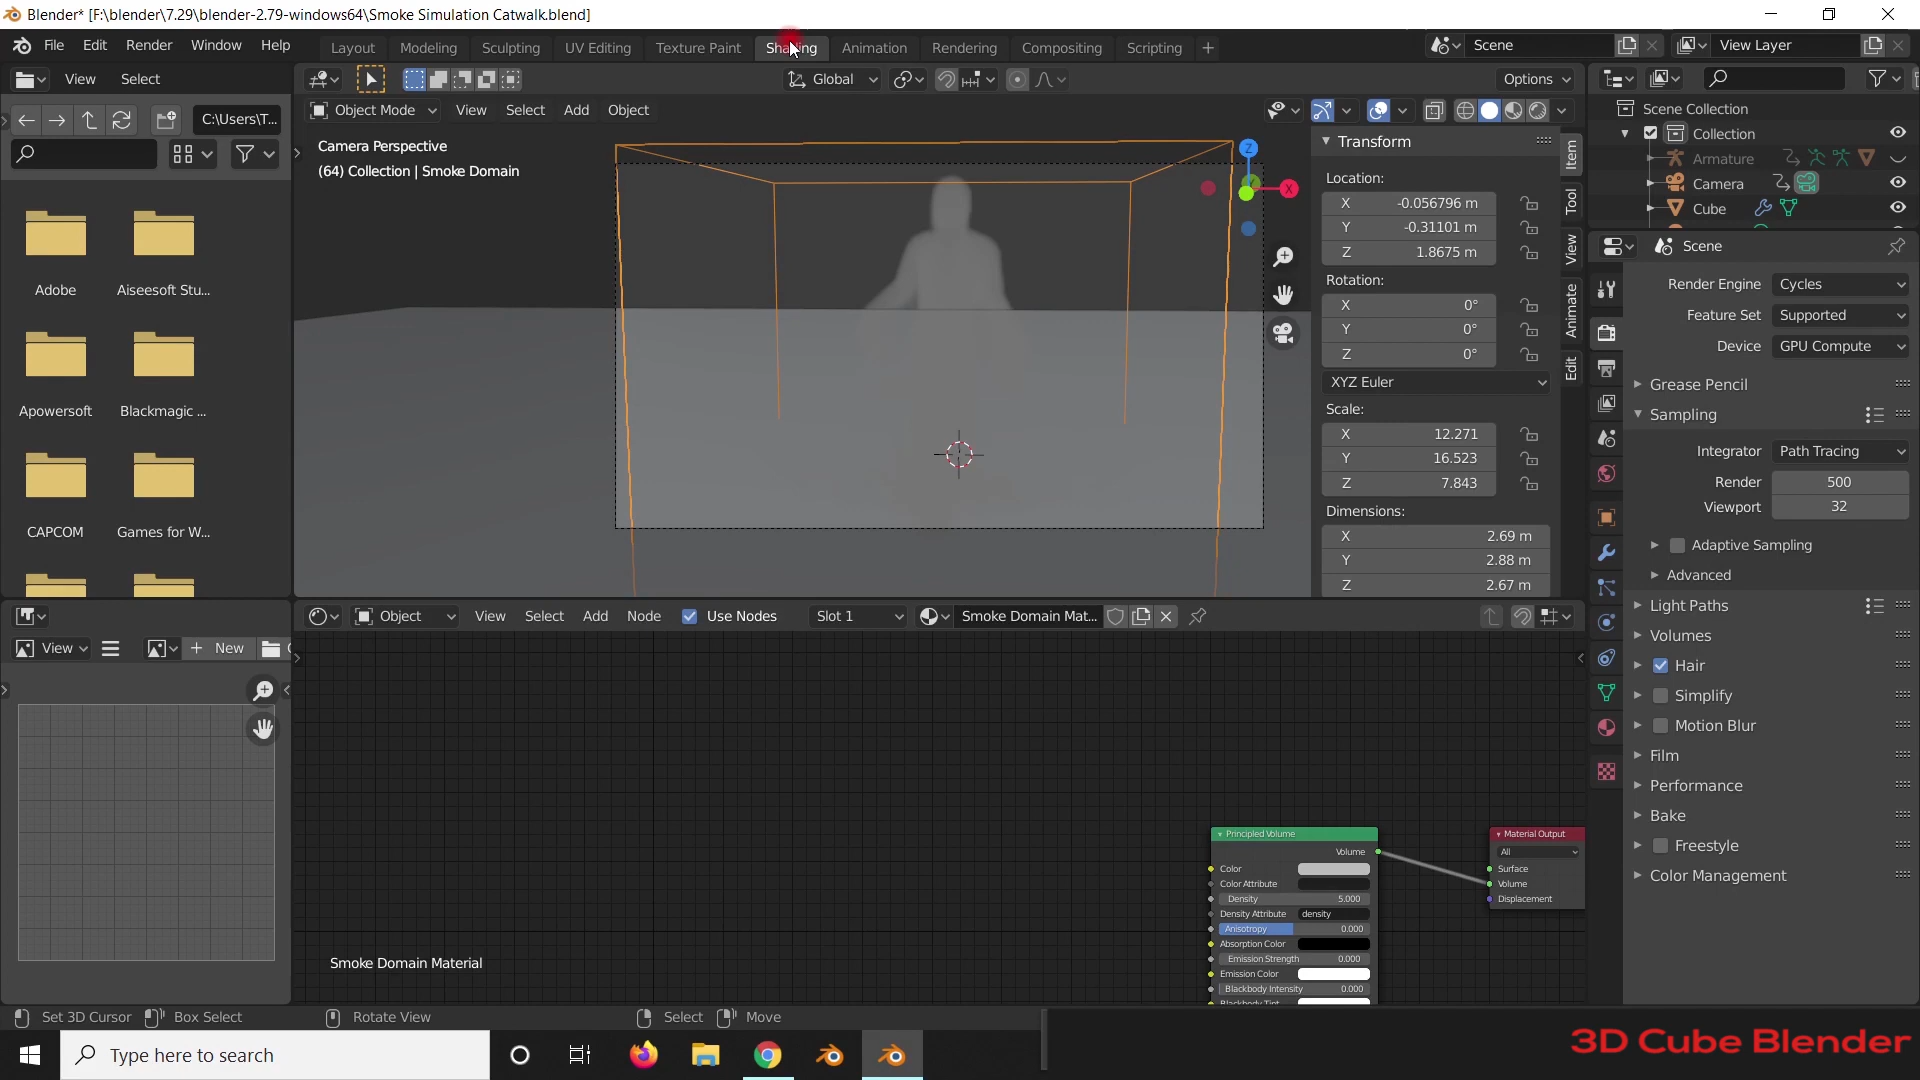 Blender* [F:\blender\7.29\blender-2.79-windows64\Smoke Simulation Catwalk.blend]
File Edit Render Window Help Layout Modeling Sculpting UV Editing Texture Paint Shading Animation Rendering Compositing Scripting + Scene View Layer
View Select Global Options
C:\Users\T...
Object Mode View Select Add Object
Adobe Aiseesoft Stu...
Apowersoft Blackmagic ...
CAPCOM Games for W...
Camera Perspective
(64) Collection | Smoke Domain
Z
X
Transform
Location:
X -0.056796 m
Y -0.31101 m
Z 1.8675 m
Rotation:
X 0°
Y 0°
Z 0°
XYZ Euler
Scale:
X 12.271
Y 16.523
Z 7.843
Dimensions:
X 2.69 m
Y 2.88 m
Z 2.67 m
Item
Tool
View
Animate
Edit
Scene Collection
Collection
Armature
Camera
Cube
Scene
Render Engine Cycles
Feature Set Supported
Device GPU Compute
Grease Pencil
Sampling
Integrator Path Tracing
Render 500
Viewport 32
Adaptive Sampling
Advanced
Light Paths
Volumes
Hair
Simplify
Motion Blur
Film
Performance
Bake
Freestyle
Color Management
View + New
Object View Select Add Node Use Nodes Slot 1 Smoke Domain Mat...
Principled Volume
Volume
Color
Color Attribute
Density 5.000
Density Attribute density
Anisotropy 0.000
Absorption Color
Emission Strength 0.000
Emission Color
Blackbody Intensity 0.000
Blackbody Tint
Material Output
All
Surface
Volume
Displacement
Smoke Domain Material
Set 3D Cursor Box Select Rotate View Select Move
Type here to search
3D Cube Blender